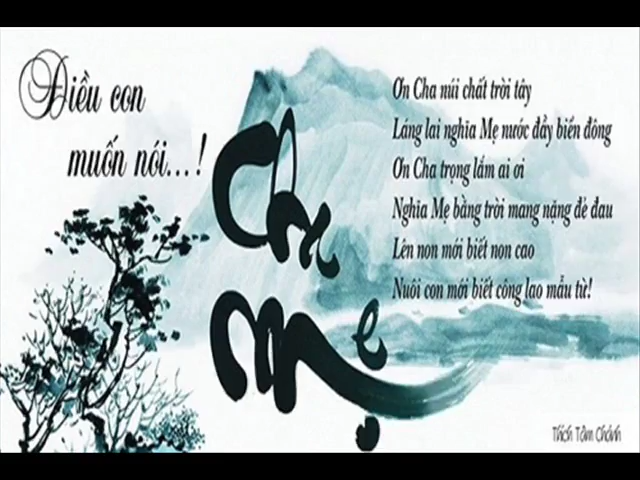 Điều con
muốn nói...!
Cha
Mẹ
Ơn Cha núi chất trời tây
Láng lai nghĩa Mẹ nước đầy biển đông
Ơn Cha trọng lắm ai ơi
Nghĩa Mẹ bằng trời mang nặng đẻ đau
Lên non mới biết non cao
Nuôi con mới biết công lao mẫu từ!
Thích Tâm Chánh